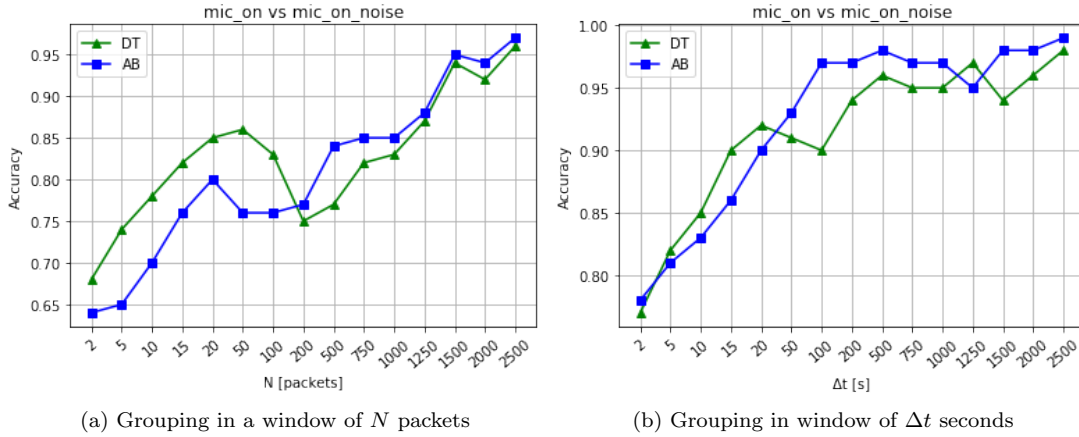 mic_on vs mic_on_noise
DT
AB
Accuracy
0.95
0.90
0.85
0.80
0.75
0.70
0.65
2 5 10 15 20 50 100 200 500 750 1000 1250 1500 2000 2500
N [packets]
(a) Grouping in a window of N packets
mic_on vs mic_on_noise
DT
AB
Accuracy
1.00
0.95
0.90
0.85
0.80
2 5 10 15 20 50 100 200 500 750 1000 1250 1500 2000 2500
Δt [s]
(b) Grouping in window of Δt seconds